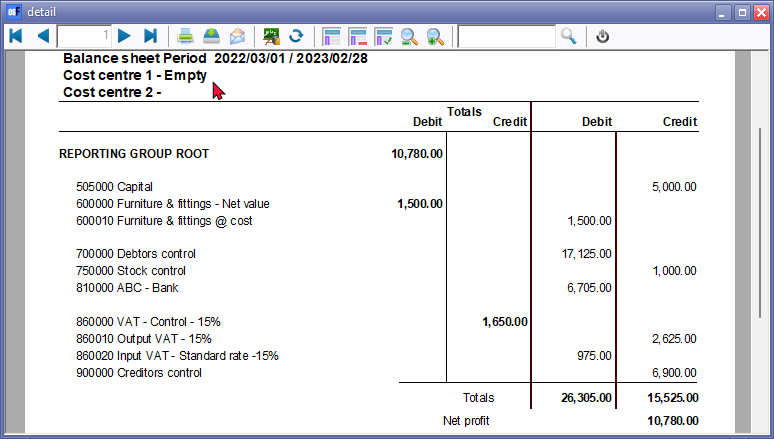 detail
1
Balance sheet Period 2022/03/01 / 2023/02/28
Cost centre 1 - Empty
Cost centre 2 -
Totals
Debit Credit Debit Credit
REPORTING GROUP ROOT 10,780.00
505000 Capital 5,000.00
600000 Furniture & fittings - Net value 1,500.00
600010 Furniture & fittings @ cost 1,500.00
700000 Debtors control 17,125.00
750000 Stock control 1,000.00
810000 ABC - Bank 6,705.00
860000 VAT - Control - 15% 1,650.00
860010 Output VAT - 15% 2,625.00
860020 Input VAT - Standard rate -15% 975.00
900000 Creditors control 6,900.00
Totals 26,305.00 15,525.00
Net profit 10,780.00